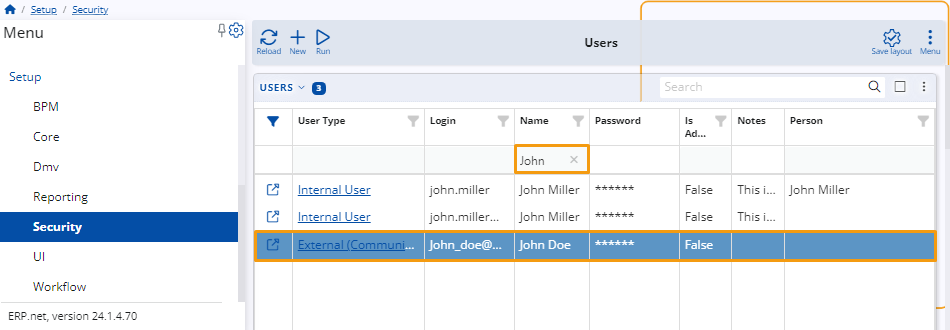 / Setup / Security
Menu
Setup
BPM
Core
Dmv
Reporting
Security
UI
Workflow
ERP.net, version 24.1.4.70
Reload New Run Users Save layout Menu
USERS 3 Search
User Type Login Name Password Is Ad... Notes Person
John ×
Internal User john.miller John Miller ****** False This i... John Miller
Internal User john.miller... John Miller ****** False This i...
External (Communi... John_doe@... John Doe ****** False